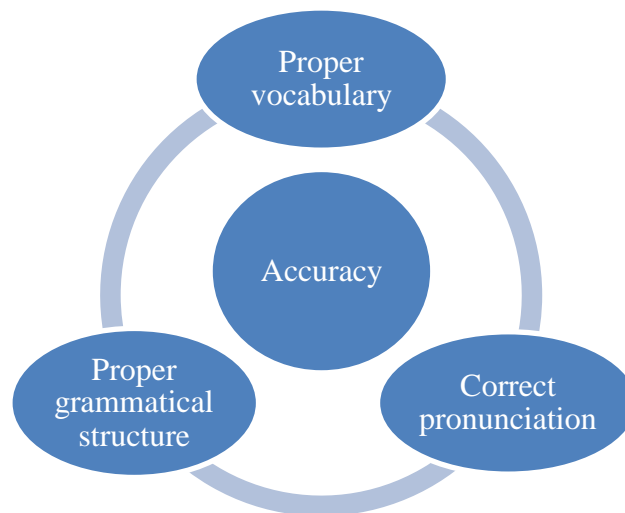 Proper
vocabulary
Accuracy
Proper
grammatical
structure
Correct
pronunciation